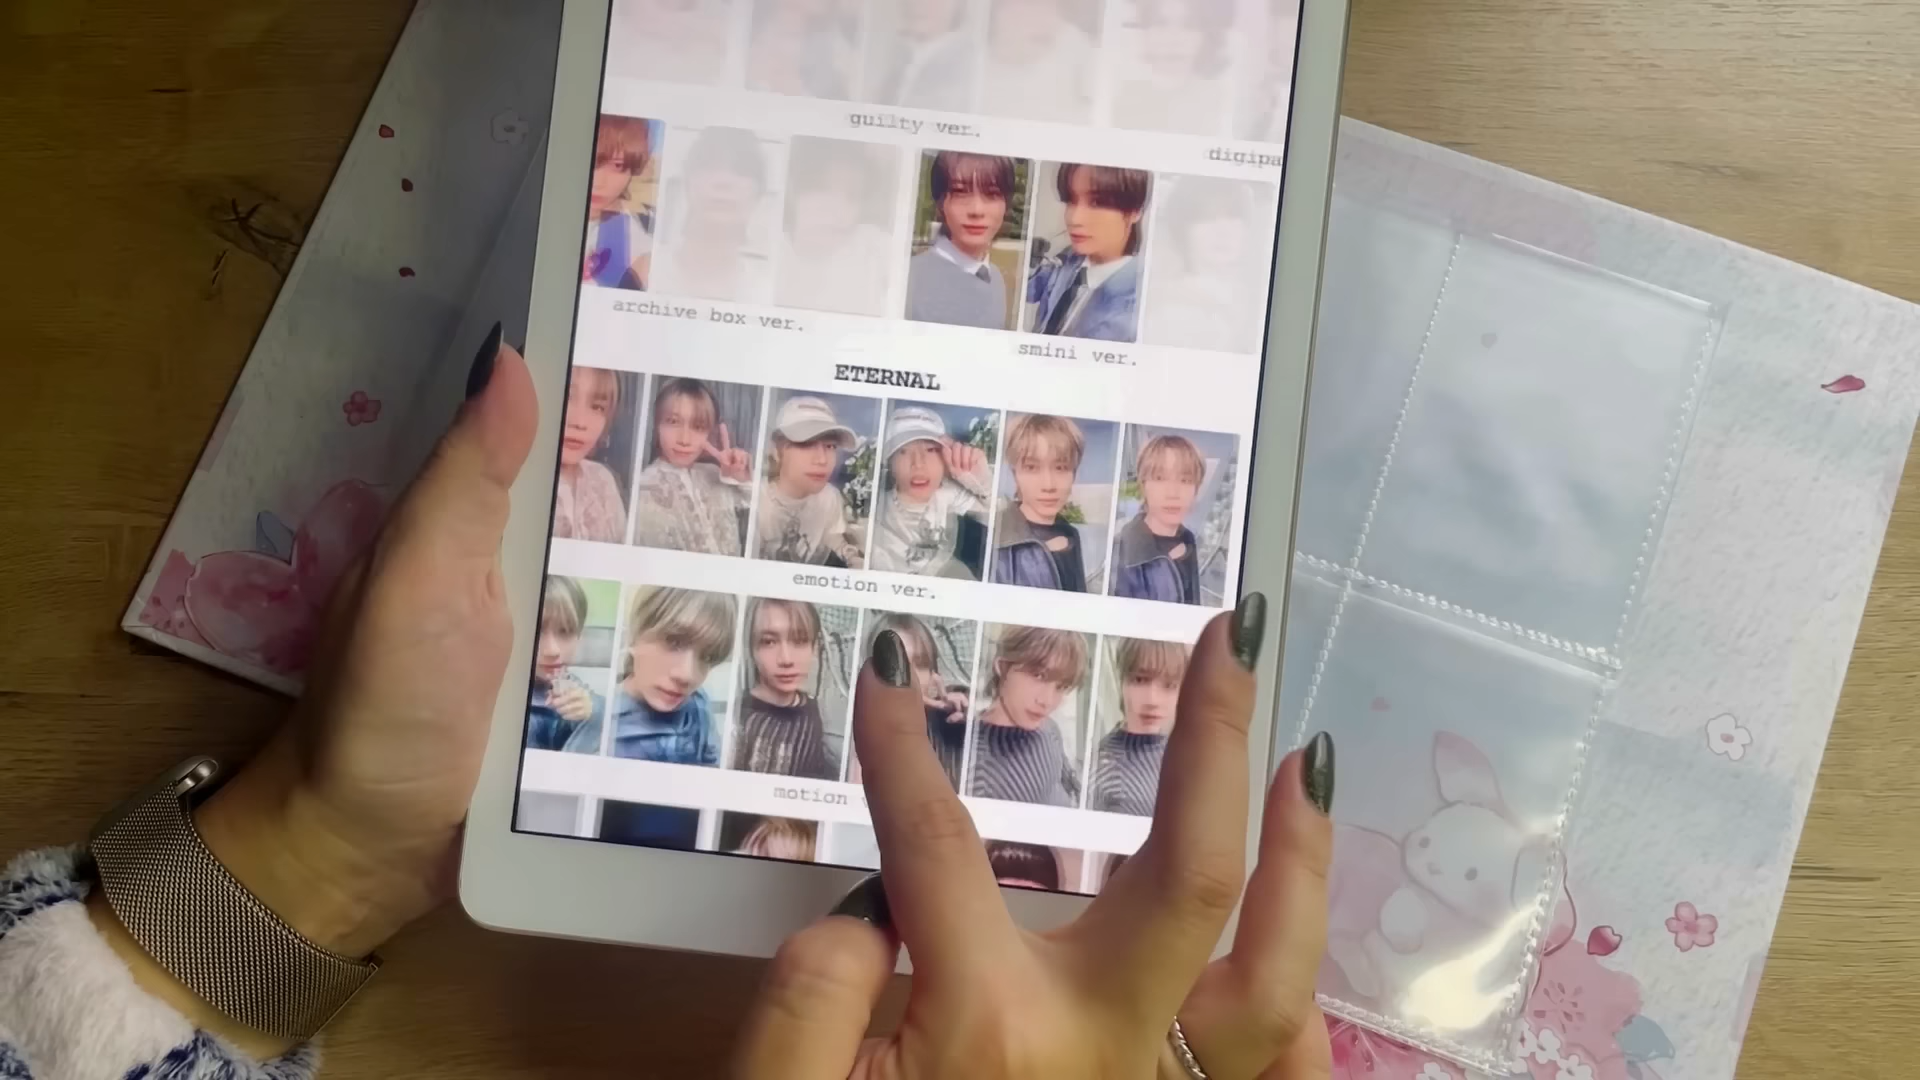 guilty ver.
digipa
archive box ver.
smini ver.
ETERNAL
emotion ver.
motion